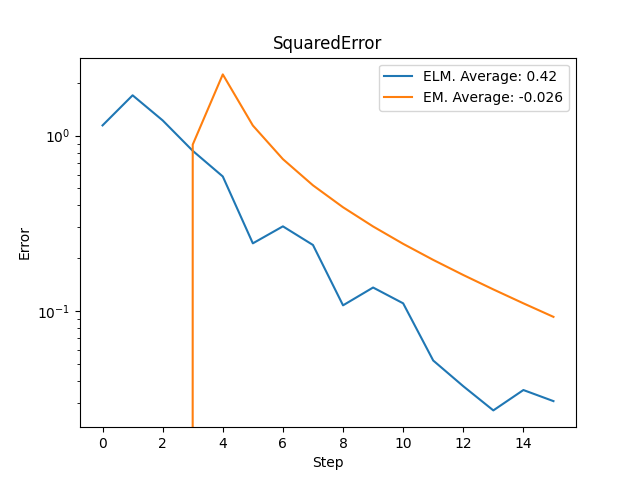 SquaredError
ELM. Average: 0.42
EM. Average: -0.026
10⁰
10⁻¹
Error
0 2 4 6 8 10 12 14
Step